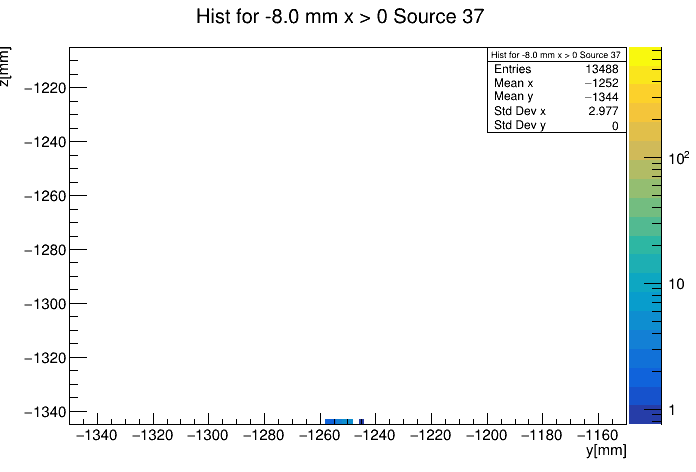 Hist for -8.0 mm x > 0 Source 37
z[mm]
Hist for -8.0 mm x > 0 Source 37
Entries 13488
Mean x −1252
Mean y −1344
Std Dev x 2.977
Std Dev y 0
−1220
−1240
−1260
−1280
−1300
−1320
−1340
10²
10
1
−1340 −1320 −1300 −1280 −1260 −1240 −1220 −1200 −1180 −1160
y[mm]